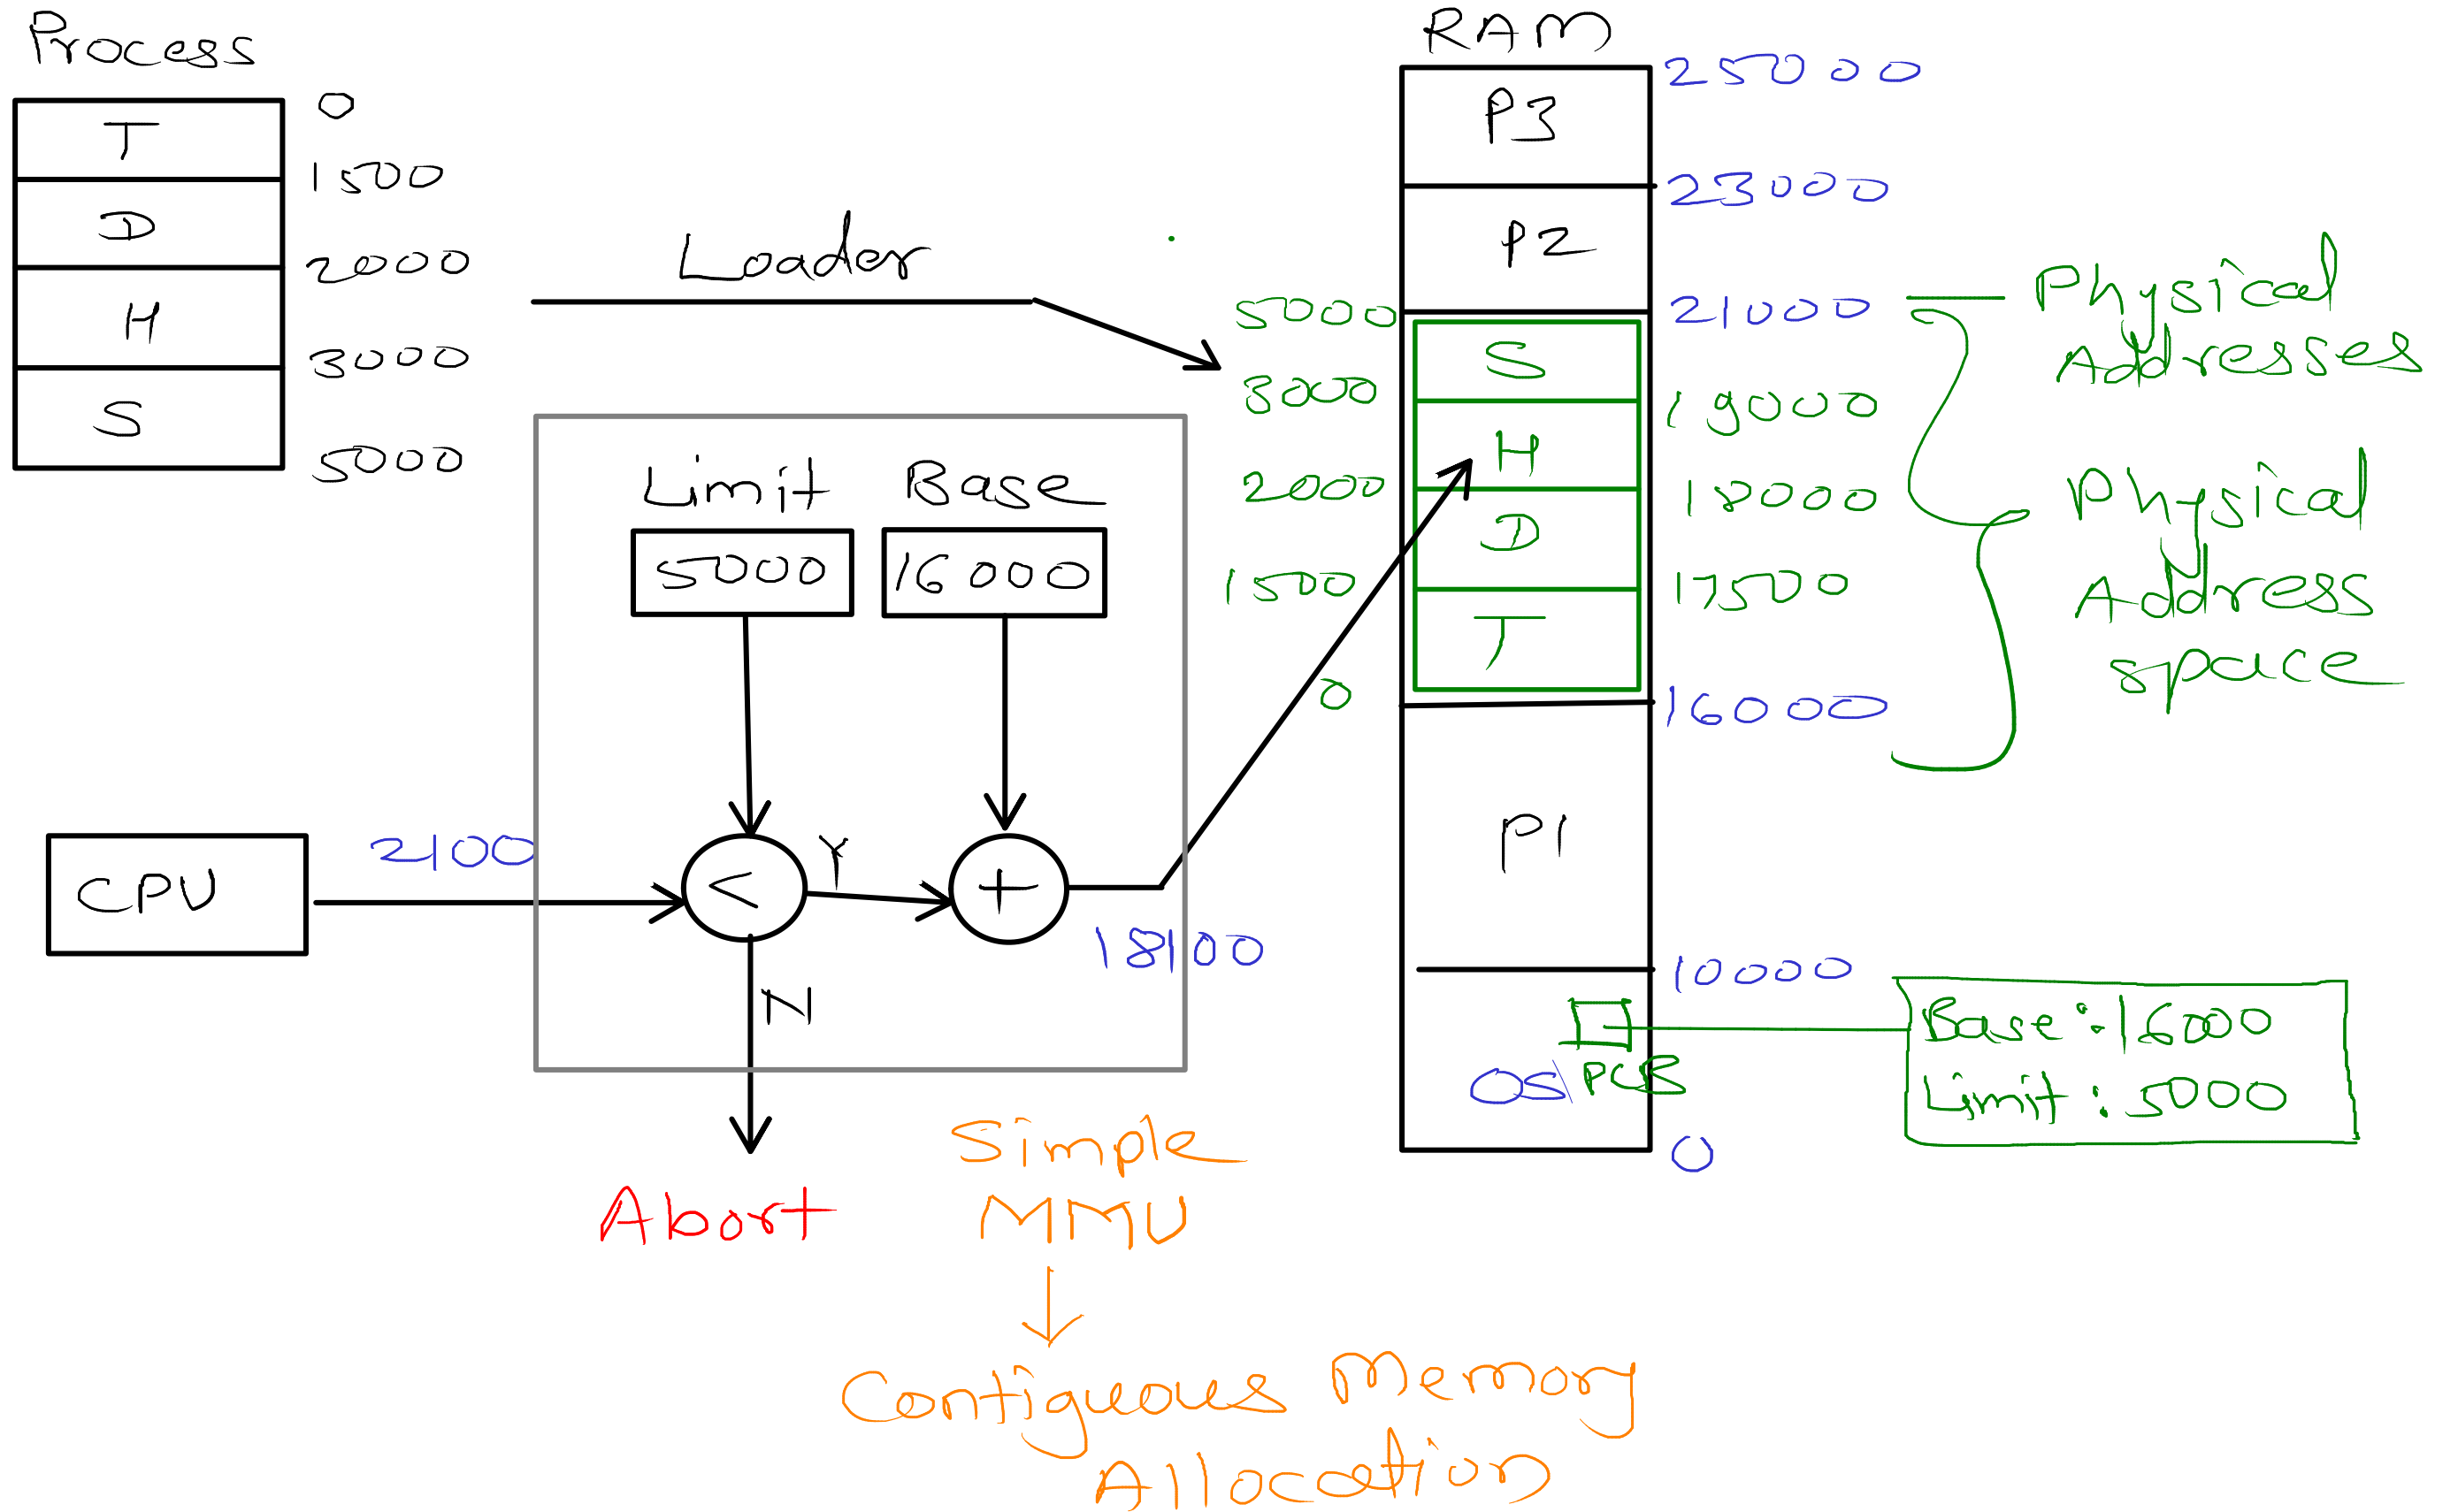 Process
T
D
H
S
0
1500
2000
3000
5000
Loader
Limit
Base
5000
16000
CPU
2100
<
Y
+
18100
N
Abort
Simple
MMU
Contiguous Memory
Allocation
RAM
P3
P2
S
H
D
T
P1
OS
PCB
5000
3000
2000
1500
0
25000
23000
21000
19000
18000
17500
16000
10000
0
Physical
Addresses
Physical
Address
space
Base : 16000
Limit : 5000